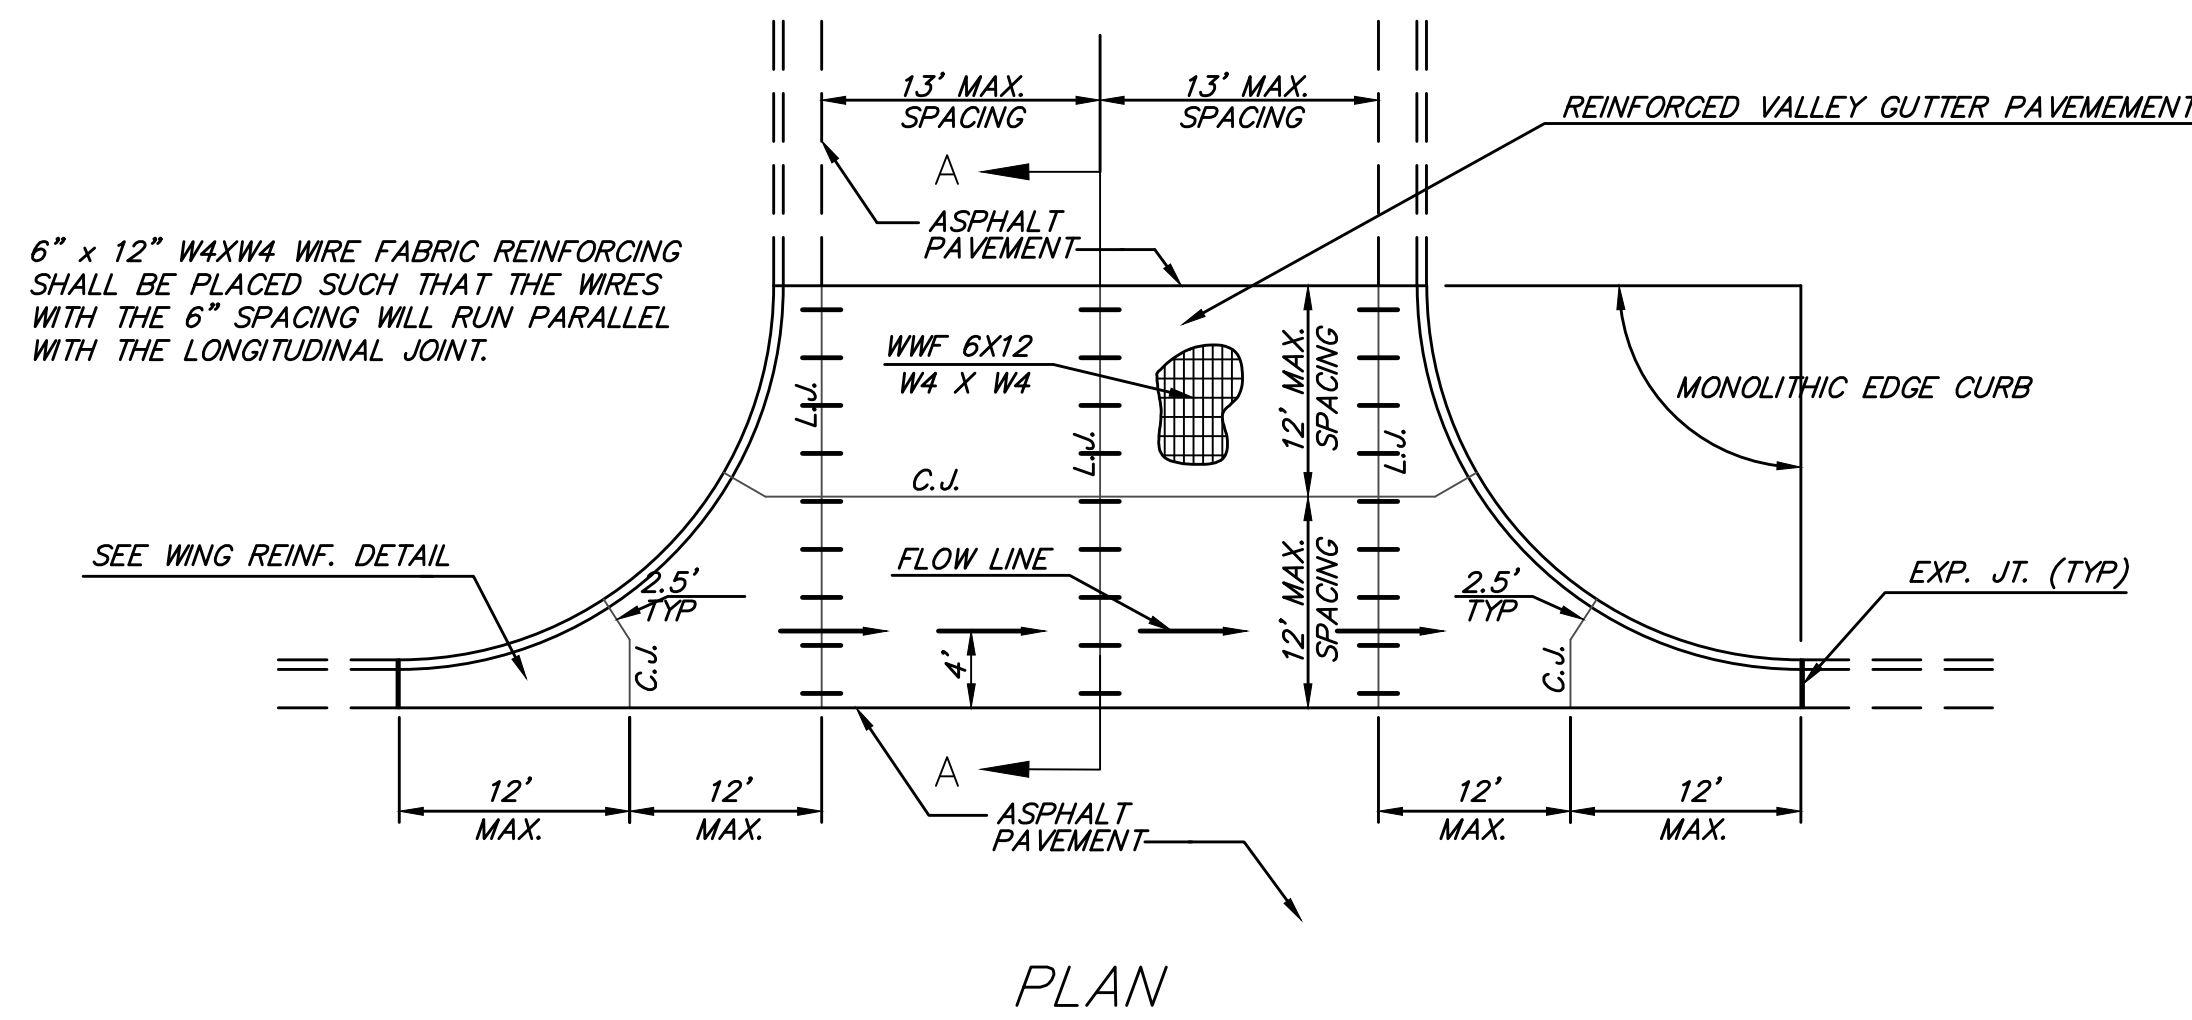 13' MAX.
SPACING
13' MAX.
SPACING
REINFORCED VALLEY GUTTER PAVEMEMENT
A
ASPHALT
PAVEMENT
6" x 12" W4XW4 WIRE FABRIC REINFORCING
SHALL BE PLACED SUCH THAT THE WIRES
WITH THE 6" SPACING WILL RUN PARALLEL
WITH THE LONGITUDINAL JOINT.
WWF 6X12
W4 X W4
12' MAX.
SPACING
MONOLITHIC EDGE CURB
L.J.
L.J.
L.J.
C.J.
SEE WING REINF. DETAIL
FLOW LINE
12' MAX.
SPACING
EXP. JT. (TYP)
2.5'
TYP
2.5'
TYP
C.J.
4'
C.J.
A
12'
MAX.
12'
MAX.
12'
MAX.
12'
MAX.
ASPHALT
PAVEMENT
PLAN